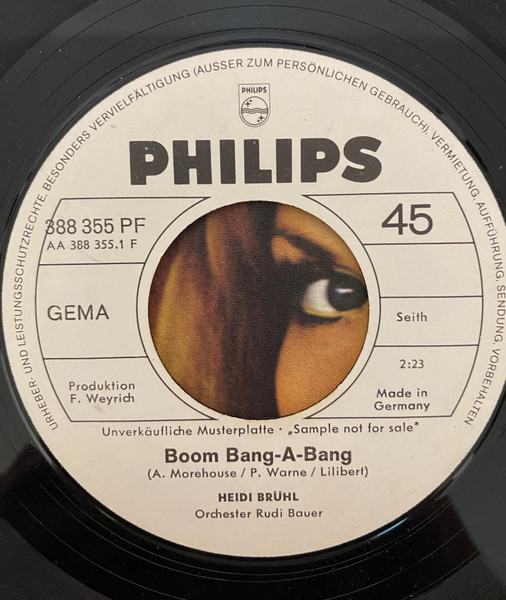 URHEBER- UND LEISTUNGSSCHUTZRECHTE, BESONDERS VERVIELFÄLTIGUNG (AUSSER ZUM PERSÖNLICHEN GEBRAUCH), VERMIETUNG, AUFFÜHRUNG, SENDUNG, VORBEHALTEN
PHILIPS
PHILIPS
388 355 PF
AA 388 355.1 F
45
GEMA
Seith
2:23
Produktion
F. Weyrich
Made in
Germany
Unverkäufliche Musterplatte · „Sample not for sale"
Boom Bang-A-Bang
(A. Morehouse / P. Warne / Lilibert)
HEIDI BRÜHL
Orchester Rudi Bauer